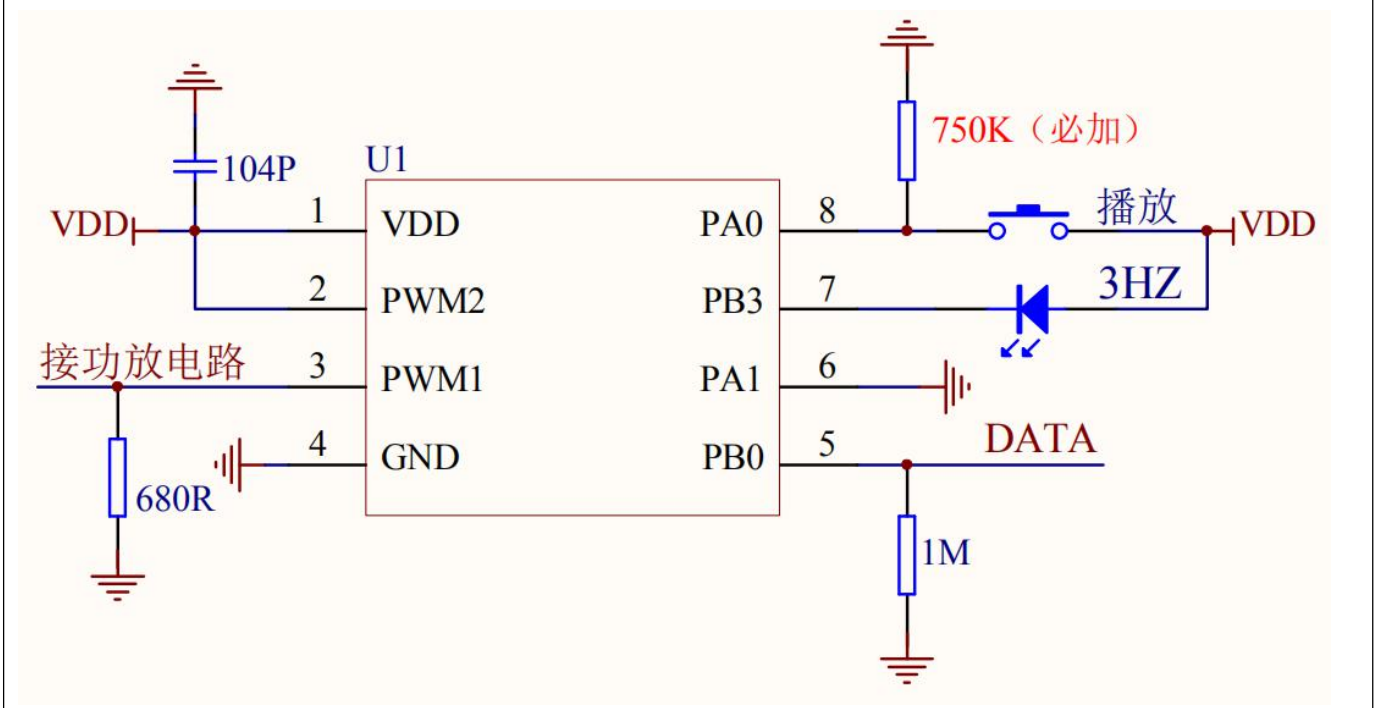 750K（必加）
104P
U1
VDD
1
VDD
PA0
8
播放
VDD
2
PWM2
PB3
7
3HZ
接功放电路
3
PWM1
PA1
6
4
GND
PB0
5
DATA
680R
1M